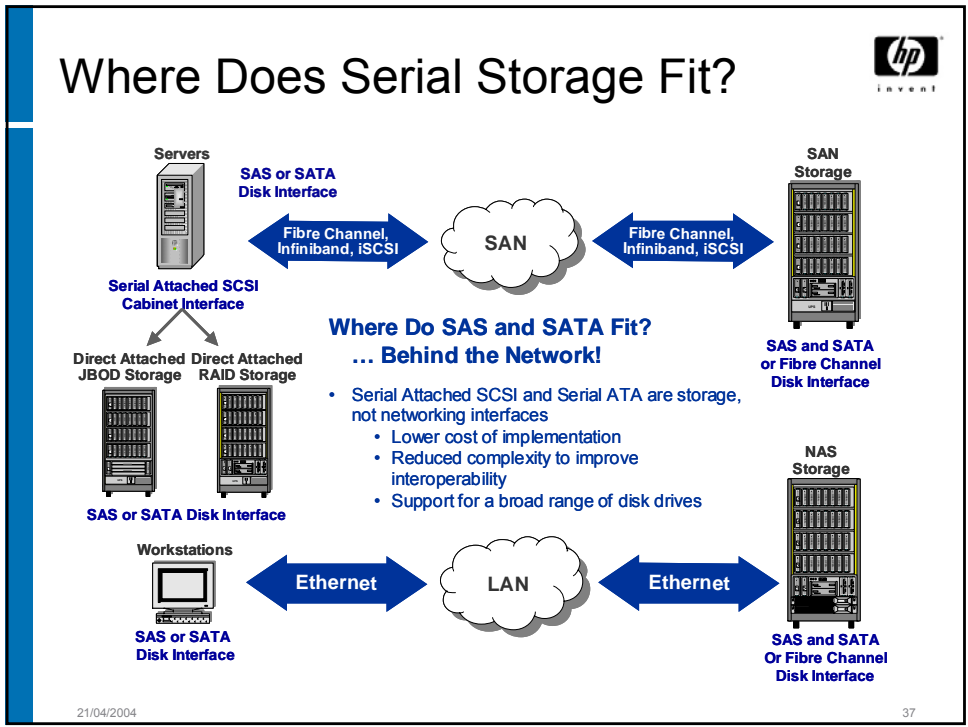 Where Does Serial Storage Fit?
hp
invent
Servers
SAS or SATA
Disk Interface
Fibre Channel,
Infiniband, iSCSI
SAN
Fibre Channel,
Infiniband, iSCSI
SAN
Storage
Serial Attached SCSI
Cabinet Interface
Direct Attached
JBOD Storage
Direct Attached
RAID Storage
SAS or SATA Disk Interface
Where Do SAS and SATA Fit?
… Behind the Network!
• Serial Attached SCSI and Serial ATA are storage,
not networking interfaces
• Lower cost of implementation
• Reduced complexity to improve
interoperability
• Support for a broad range of disk drives
SAS and SATA
or Fibre Channel
Disk Interface
NAS
Storage
Workstations
Ethernet
LAN
Ethernet
SAS or SATA
Disk Interface
SAS and SATA
Or Fibre Channel
Disk Interface
21/04/2004
37